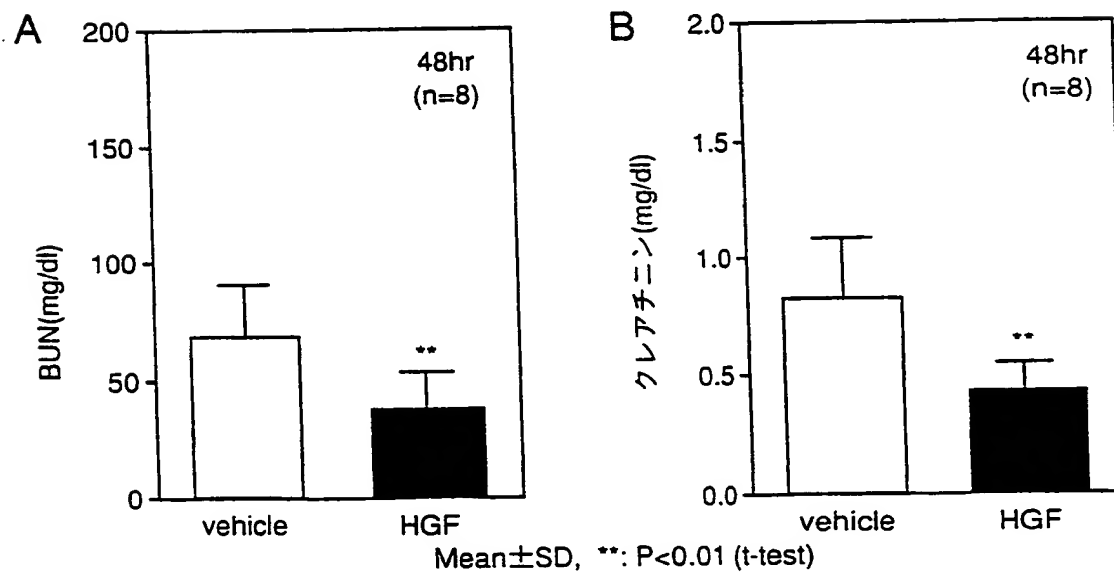 A
BUN(mg/dl)
200
150
100
50
0
48hr
(n=8)
**
vehicle
HGF
B
クレアチニン(mg/dl)
2.0
1.5
1.0
0.5
0.0
48hr
(n=8)
**
vehicle
HGF
Mean±SD, **: P<0.01 (t-test)